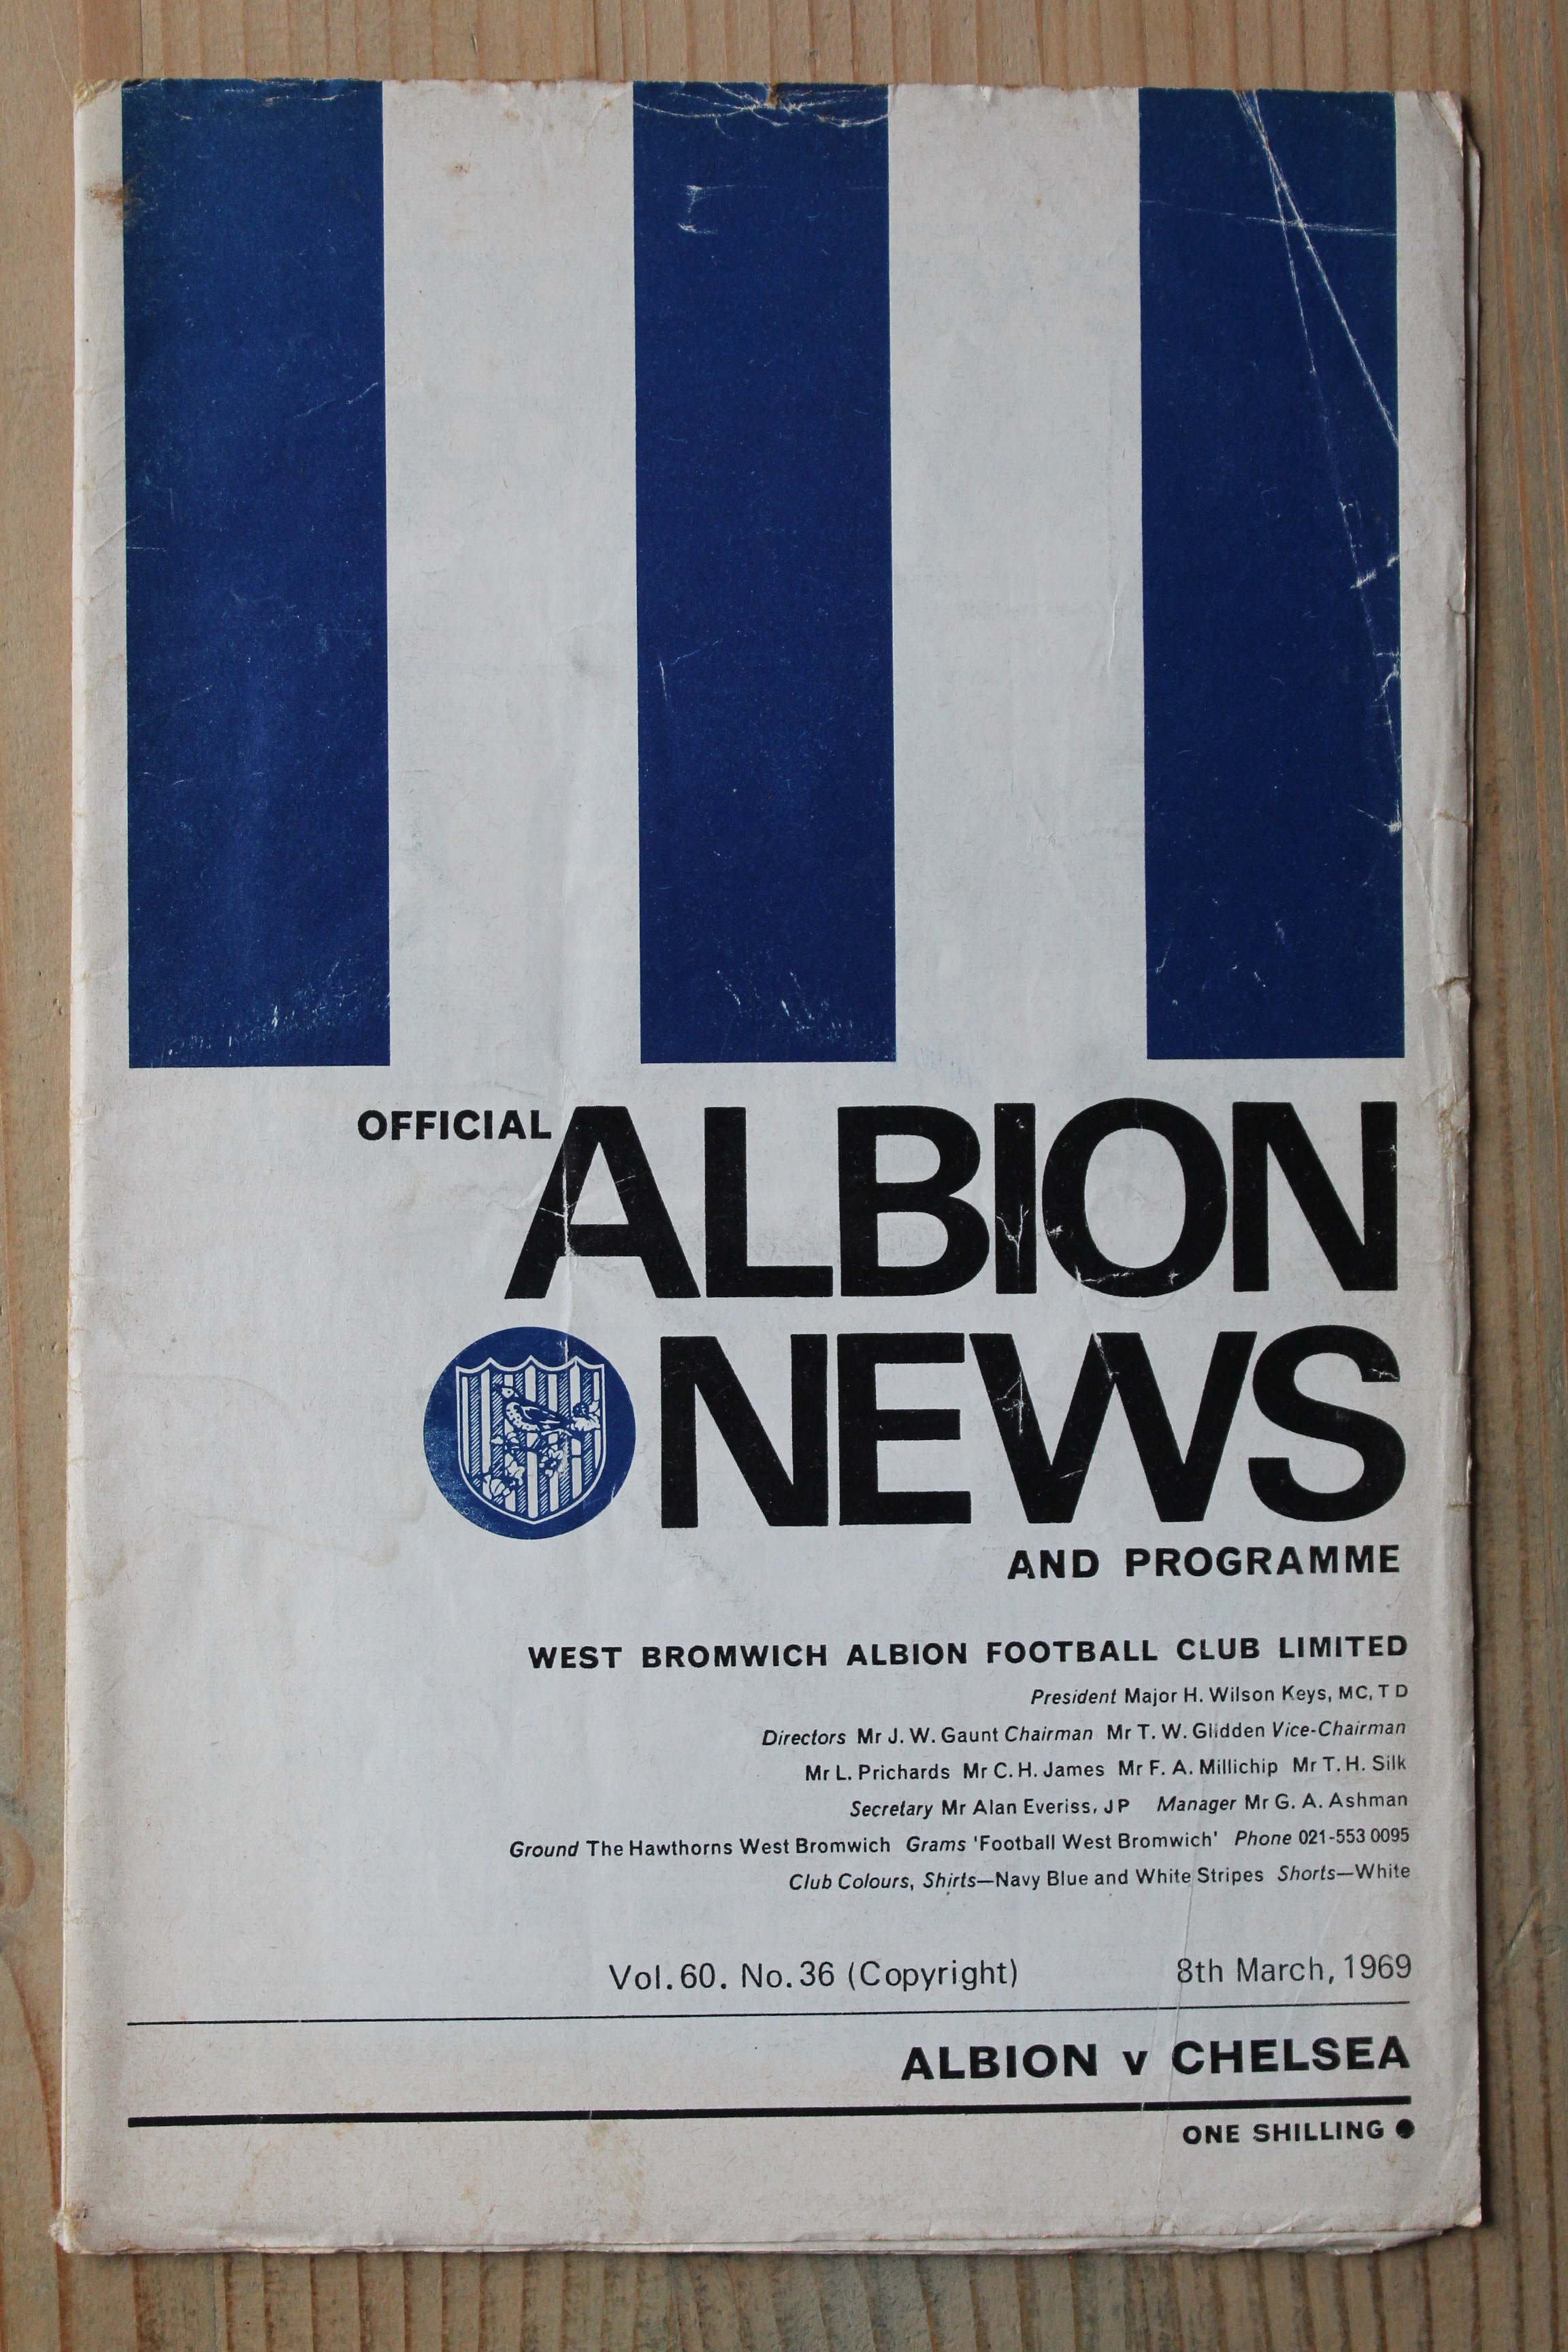 OFFICIAL ALBION
NEWS
AND PROGRAMME
WEST BROMWICH ALBION FOOTBALL CLUB LIMITED
President Major H. Wilson Keys, MC, T D
Directors Mr J. W. Gaunt Chairman Mr T. W. Glidden Vice-Chairman
Mr L. Prichards Mr C. H. James Mr F. A. Millichip Mr T. H. Silk
Secretary Mr Alan Everiss, JP Manager Mr G. A. Ashman
Ground The Hawthorns West Bromwich Grams 'Football West Bromwich' Phone 021-553 0095
Club Colours, Shirts—Navy Blue and White Stripes Shorts—White
Vol. 60. No. 36 (Copyright) 8th March, 1969
ALBION v CHELSEA
ONE SHILLING ●